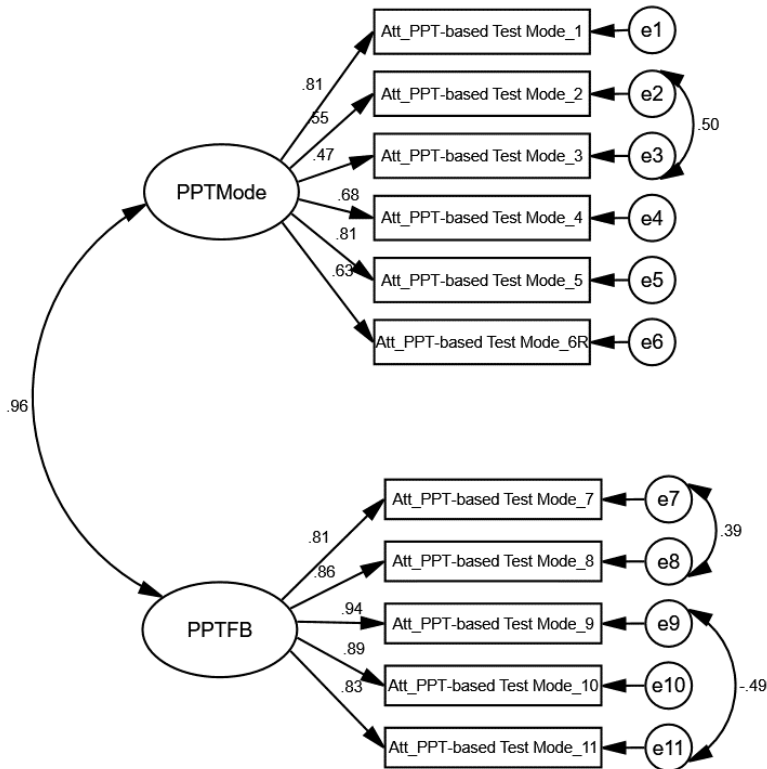 Att_PPT-based Test Mode_1
e1
.81
Att_PPT-based Test Mode_2
e2
.55
.50
Att_PPT-based Test Mode_3
e3
.47
PPTMode
Att_PPT-based Test Mode_4
e4
.68
.81
Att_PPT-based Test Mode_5
e5
.63
Att_PPT-based Test Mode_6R
e6
.96
Att_PPT-based Test Mode_7
e7
.81
.39
Att_PPT-based Test Mode_8
e8
.86
PPTFB
Att_PPT-based Test Mode_9
e9
.94
.89
Att_PPT-based Test Mode_10
e10
-.49
.83
Att_PPT-based Test Mode_11
e11